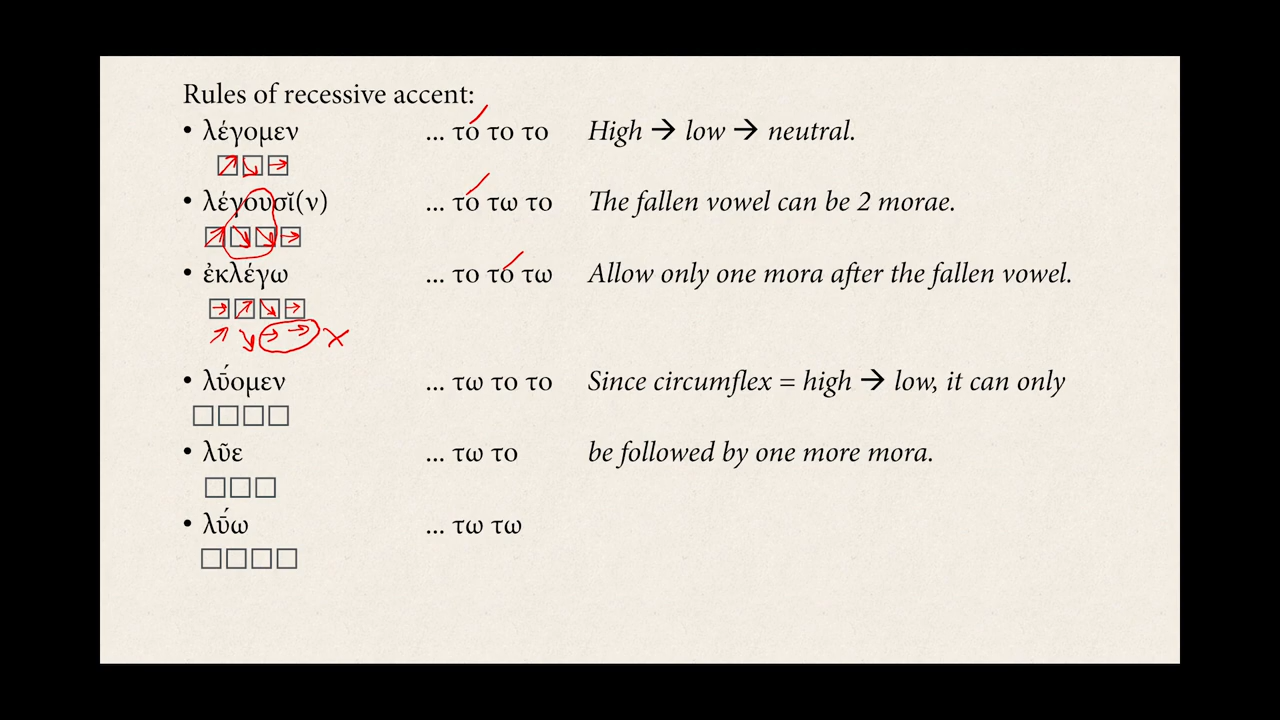 Rules of recessive accent:
• λέγομεν ... το το το High → low → neutral.
• λέγουσῐ(ν) ... το τω το The fallen vowel can be 2 morae.
• ἐκλέγω ... το το τω Allow only one mora after the fallen vowel.
• λῡ́ομεν ... τω το το Since circumflex = high → low, it can only
• λῦε ... τω το be followed by one more mora.
• λῡ́ω ... τω τω